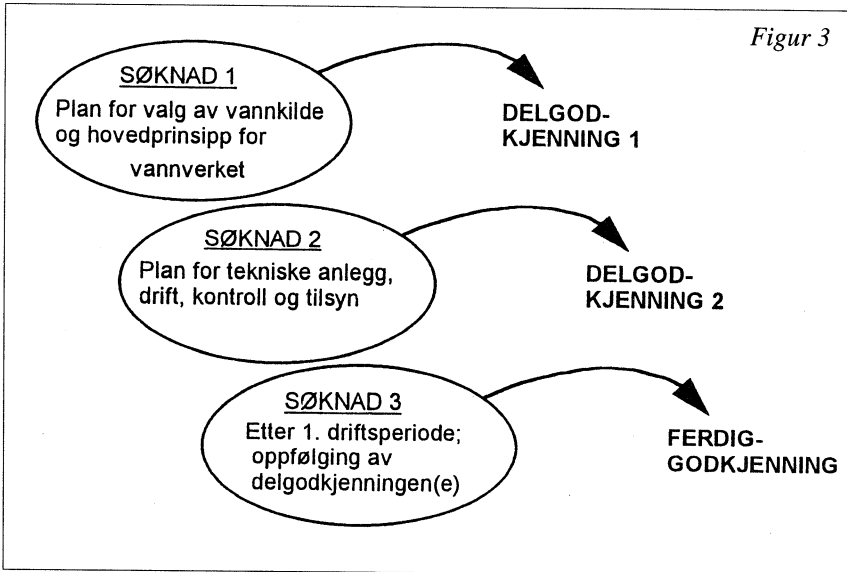 Figur 3
SØKNAD 1
Plan for valg av vannkilde
og hovedprinsipp for
vannverket
DELGOD-
KJENNING 1
SØKNAD 2
Plan for tekniske anlegg,
drift, kontroll og tilsyn
DELGOD-
KJENNING 2
SØKNAD 3
Etter 1. driftsperiode;
oppfølging av
delgodkjenningen(e)
FERDIG-
GODKJENNING